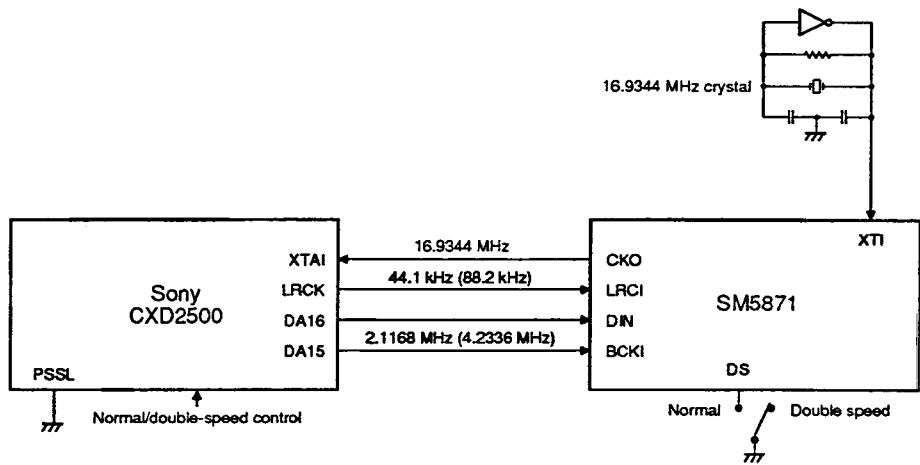 16.9344 MHz crystal
XTI
XTAI
16.9344 MHz
CKO
LRCK
44.1 kHz (88.2 kHz)
LRCI
Sony
CXD2500
SM5871
DA16
DIN
DA15
2.1168 MHz (4.2336 MHz)
BCKI
PSSL
DS
Normal/double-speed control
Normal
Double speed